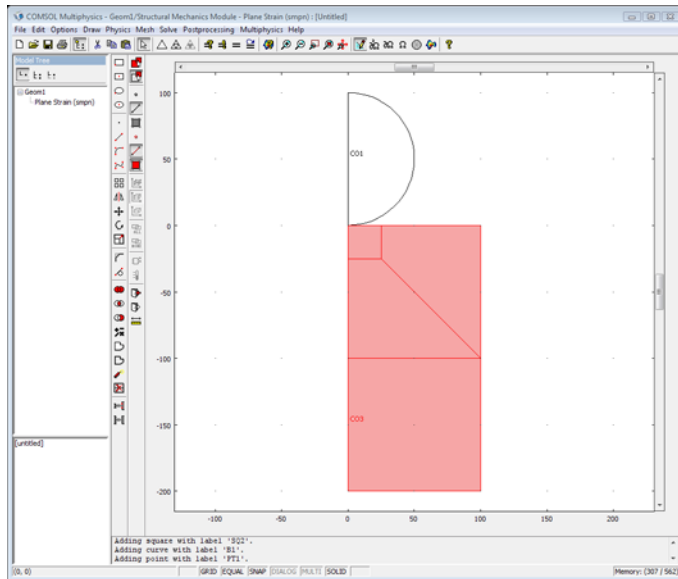 COMSOL Multiphysics - Geom1/Structural Mechanics Module - Plane Strain (smpn) : [Untitled]
File Edit Options Draw Physics Mesh Solve Postprocessing Multiphysics Help
Model Tree
Geom1
Plane Strain (smpn)
[untitled]
100
50
0
-50
-100
-150
-200
CO1
CO3
-100 -50 0 50 100
Adding square with label 'SQ2'.
Adding curve with label 'B1'.
Adding point with label 'PT1'.
(0, 0) GRID EQUAL SNAP DIALOG MULTI SOLID Memory: (307 / 562)